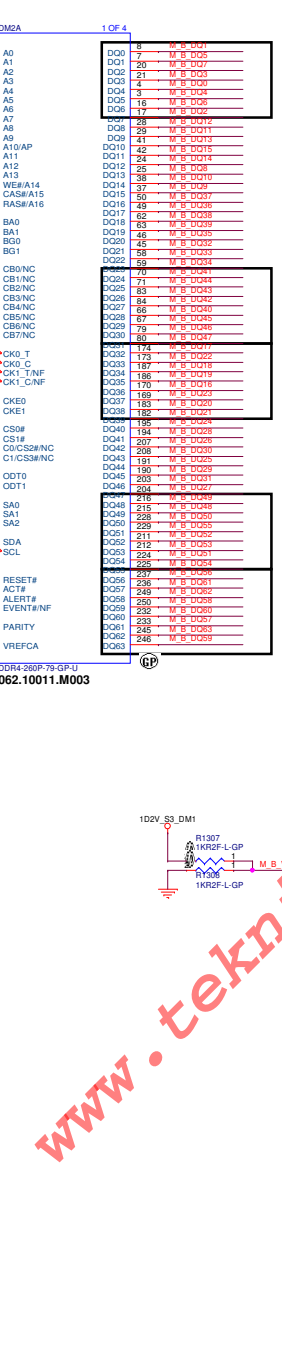 DM2A
1 OF 4
A0
A1
A2
A3
A4
A5
A6
A7
A8
A9
A10/AP
A11
A12
A13
WE#/A14
CAS#/A15
RAS#/A16
BA0
BA1
BG0
BG1
CB0/NC
CB1/NC
CB2/NC
CB3/NC
CB4/NC
CB5/NC
CB6/NC
CB7/NC
CK0_T
CK0_C
CK1_T/NF
CK1_C/NF
CKE0
CKE1
CS0#
CS1#
C0/CS2#/NC
C1/CS3#/NC
ODT0
ODT1
SA0
SA1
SA2
SDA
SCL
RESET#
ACT#
ALERT#
EVENT#/NF
PARITY
VREFCA
DQ0 8 M_B_DQ1
DQ1 7 M_B_DQ5
DQ2 20 M_B_DQ7
DQ3 21 M_B_DQ3
DQ4 4 M_B_DQ0
DQ5 3 M_B_DQ4
DQ6 16 M_B_DQ6
DQ7 17 M_B_DQ2
DQ8 28 M_B_DQ12
DQ9 29 M_B_DQ11
DQ10 41 M_B_DQ13
DQ11 42 M_B_DQ15
DQ12 24 M_B_DQ14
DQ13 25 M_B_DQ8
DQ14 38 M_B_DQ10
DQ15 37 M_B_DQ9
DQ16 50 M_B_DQ37
DQ17 49 M_B_DQ36
DQ18 62 M_B_DQ38
DQ19 63 M_B_DQ39
DQ20 46 M_B_DQ35
DQ21 45 M_B_DQ32
DQ22 58 M_B_DQ33
DQ23 59 M_B_DQ34
DQ24 70 M_B_DQ41
DQ25 71 M_B_DQ44
DQ26 83 M_B_DQ43
DQ27 84 M_B_DQ42
DQ28 66 M_B_DQ40
DQ29 67 M_B_DQ45
DQ30 79 M_B_DQ46
DQ31 80 M_B_DQ47
DQ32 174 M_B_DQ17
DQ33 173 M_B_DQ22
DQ34 187 M_B_DQ18
DQ35 186 M_B_DQ19
DQ36 170 M_B_DQ16
DQ37 169 M_B_DQ23
DQ38 183 M_B_DQ20
DQ39 182 M_B_DQ21
DQ40 195 M_B_DQ24
DQ41 194 M_B_DQ28
DQ42 207 M_B_DQ26
DQ43 208 M_B_DQ30
DQ44 191 M_B_DQ25
DQ45 190 M_B_DQ29
DQ46 203 M_B_DQ31
DQ47 204 M_B_DQ27
DQ48 216 M_B_DQ49
DQ49 215 M_B_DQ48
DQ50 228 M_B_DQ50
DQ51 229 M_B_DQ55
DQ52 211 M_B_DQ52
DQ53 212 M_B_DQ53
DQ54 224 M_B_DQ51
DQ55 225 M_B_DQ54
DQ56 237 M_B_DQ56
DQ57 236 M_B_DQ61
DQ58 249 M_B_DQ62
DQ59 250 M_B_DQ58
DQ60 232 M_B_DQ60
DQ61 233 M_B_DQ57
DQ62 245 M_B_DQ63
DQ63 246 M_B_DQ59
DDR4-260P-79-GP-U
GP
062.10011.M003
1D2V_S3_DM1
R1307
1KR2F-L-GP
1
1
M_B_
R1308
1KR2F-L-GP
www.tekn